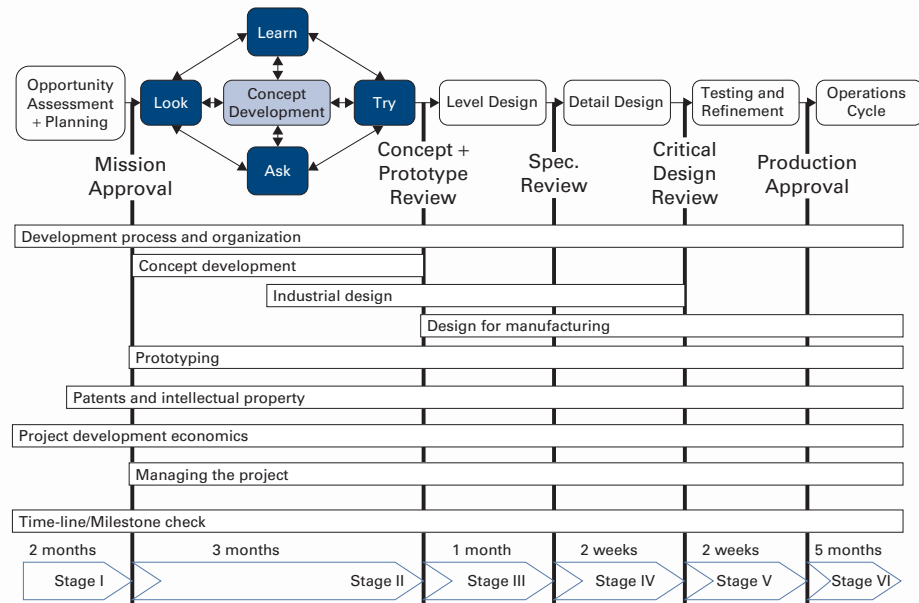 Learn
Opportunity
Assessment
+ Planning
Look
Concept
Development
Try
Level Design
Detail Design
Testing and
Refinement
Operations
Cycle
Ask
Mission
Approval
Concept +
Prototype
Review
Spec.
Review
Critical
Design
Review
Production
Approval
Development process and organization
Concept development
Industrial design
Design for manufacturing
Prototyping
Patents and intellectual property
Project development economics
Managing the project
Time-line/Milestone check
2 months
3 months
1 month
2 weeks
2 weeks
5 months
Stage I
Stage II
Stage III
Stage IV
Stage V
Stage VI